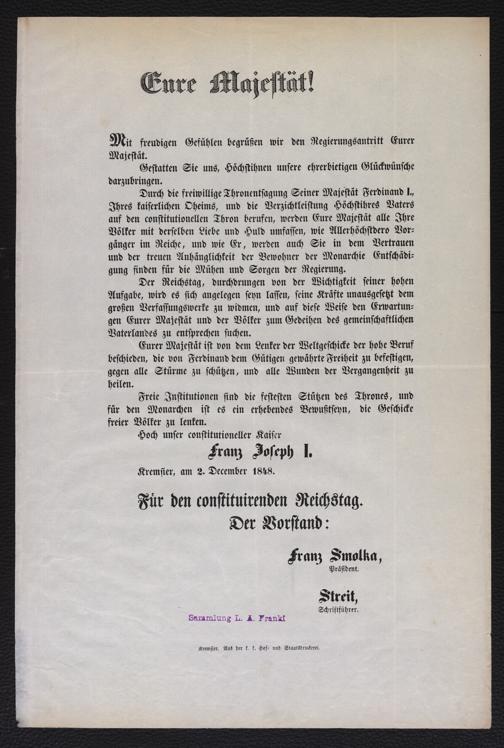 Eure Majestät!
Mit freudigen Gefühlen begrüßen wir den Regierungsantritt Eurer
Majestät.
Gestatten Sie uns, Höchstihnen unsere ehrerbietigen Glückwünsche
darzubringen.
Durch die freiwillige Thronentsagung Seiner Majestät Ferdinand I.,
Ihres kaiserlichen Oheims, und die Verzichtleistung Höchstihres Vaters
auf den constitutionellen Thron berufen, werden Eure Majestät alle Ihre
Völker mit derselben Liebe und Huld umfassen, wie Allerhöchstdero Vor-
gänger im Reiche, und wie Er, werden auch Sie in dem Vertrauen
und der treuen Anhänglichkeit der Bewohner der Monarchie Entschädi-
gung finden für die Mühen und Sorgen der Regierung.
Der Reichstag, durchdrungen von der Wichtigkeit seiner hohen
Aufgabe, wird es sich angelegen seyn lassen, seine Kräfte unausgesetzt dem
großen Verfassungswerke zu widmen, und auf diese Weise den Erwartun-
gen Eurer Majestät und der Völker zum Gedeihen des gemeinschaftlichen
Vaterlandes zu entsprechen suchen.
Eurer Majestät ist von dem Lenker der Weltgeschicke der hohe Beruf
beschieden, die von Ferdinand dem Gütigen gewährte Freiheit zu befestigen,
gegen alle Stürme zu schützen, und alle Wunden der Vergangenheit zu
heilen.
Freie Institutionen sind die festesten Stützen des Thrones, und
für den Monarchen ist es ein erhebendes Bewußtseyn, die Geschicke
freier Völker zu lenken.
Hoch unser constitutioneller Kaiser
Franz Joseph I.
Kremsier, am 2. December 1848.
Für den constituirenden Reichstag.
Der Vorstand:
Franz Smolka,
Präsident.
Streit,
Schriftführer.
Sammlung L. A. Frankl
Kremsier. Aus der k. k. Hof- und Staatsdruckerei.